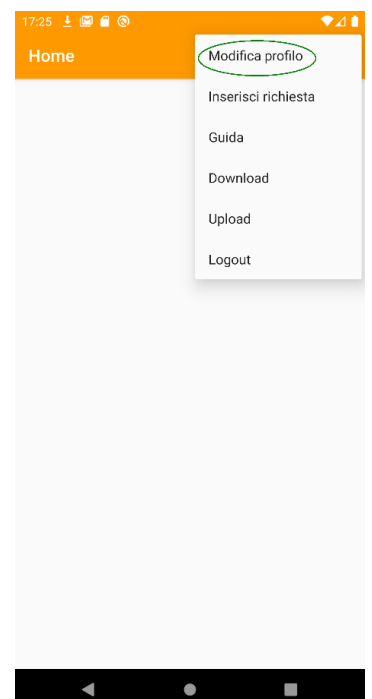 17:25
Home
Modifica profilo
Inserisci richiesta
Guida
Download
Upload
Logout